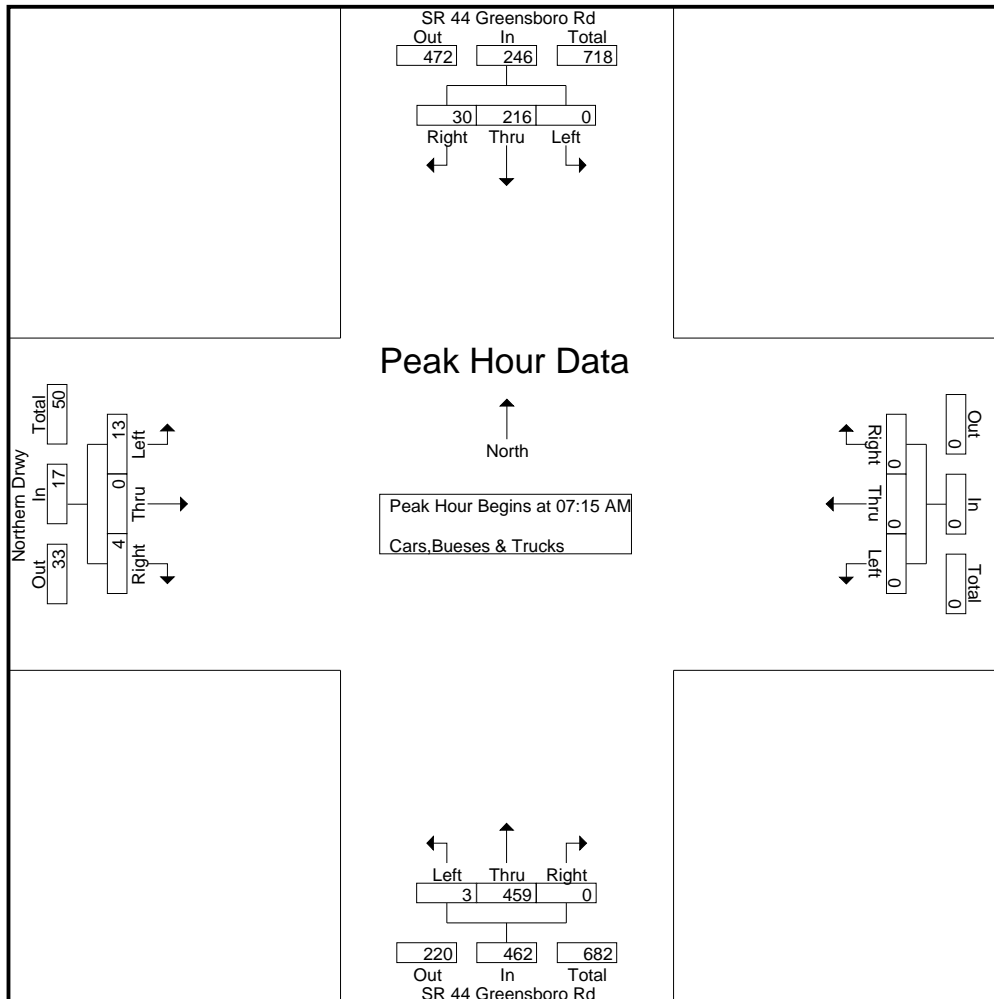 SR 44 Greensboro Rd
Out In Total
472 246 718
30 216 0
Right Thru Left
Peak Hour Data
North
Peak Hour Begins at 07:15 AM
Cars,Bueses & Trucks
Northern Drwy
Out In Total
33 17 50
13 0 4
Left Thru Right
Out In Total
0 0 0
Right Thru Left
0 0 0
Left Thru Right
3 459 0
220 462 682
Out In Total
SR 44 Greensboro Rd